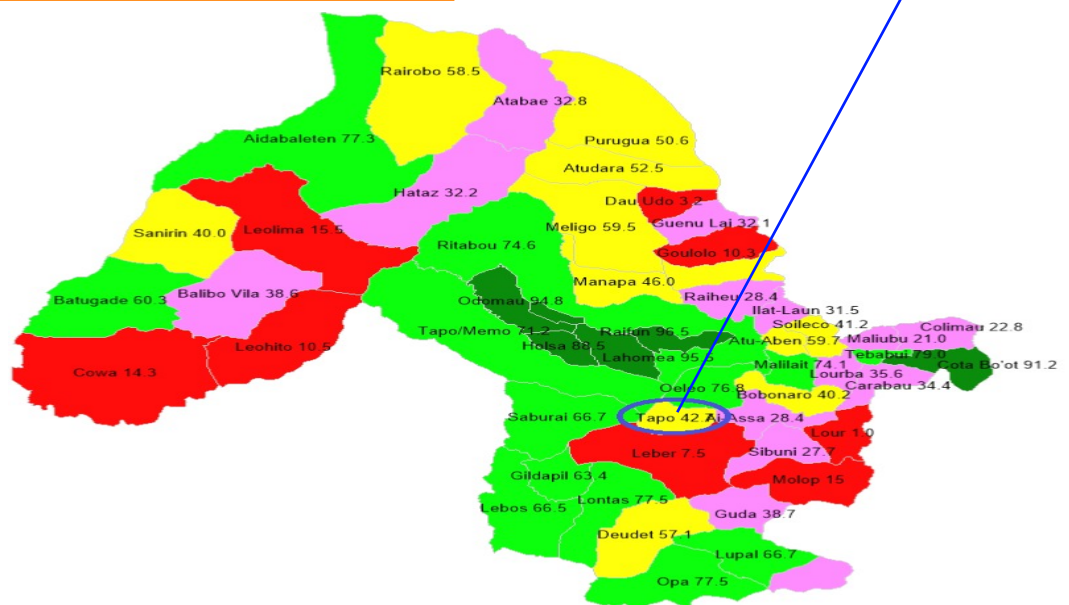 Rairobo 58.5
Atabae 32.8
Aidabaleten 77.3
Purugua 50.6
Atudara 52.5
Hataz 32.2
Dau Udo 3.2
Guenu Lai 32.1
Sanirin 40.0
Leolima 15.5
Meligo 59.5
Ritabou 74.6
Goulolo 10.3
Manapa 46.0
Batugade 60.3
Balibo Vila 38.6
Odomau 94.8
Raiheu 28.4
Ilat-Laun 31.5
Soileco 41.2
Colimau 22.8
Tapo/Memo 71.2
Raifun 96.5
Atu-Aben 59.7
Maliubu 21.0
Leohito 10.5
Holsa 88.5
Lahomea 95.5
Tebabui 79.0
Cota Bo'ot 91.2
Malilait 74.1
Cowa 14.3
Lourba 35.6
Oeleo 76.8
Carabau 34.4
Bobonaro 40.2
Saburai 66.7
Tapo 42.7
Ai-Assa 28.4
Lour 1.0
Leber 7.5
Sibuni 27.7
Gildapil 63.4
Molop 15
Lontas 77.5
Lebos 66.5
Guda 38.7
Deudet 57.1
Lupal 66.7
Opa 77.5